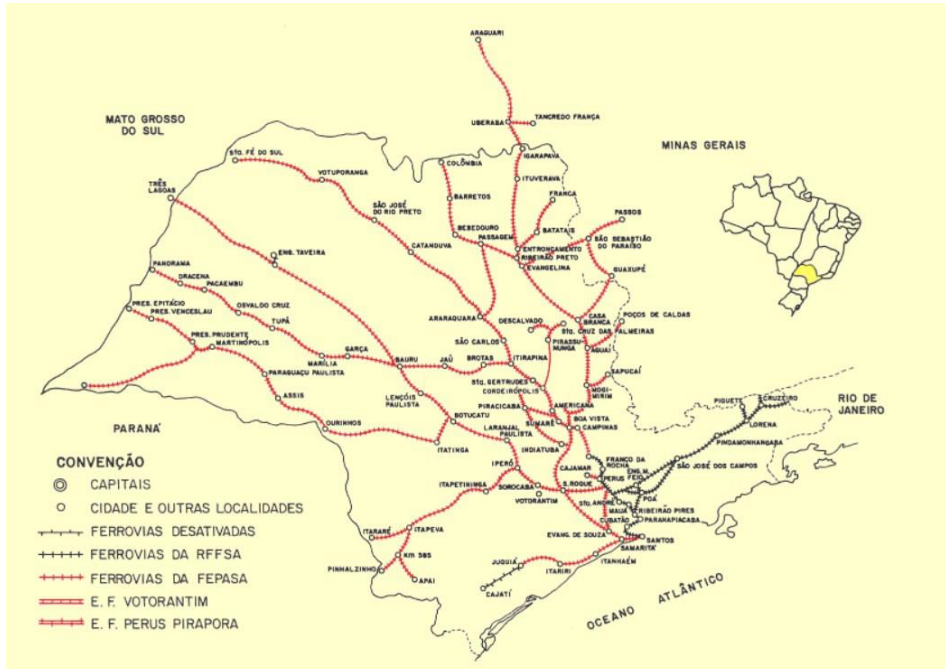 ARAGUARI
MATO GROSSO
DO SUL
UBERABA
TANCREDO FRANÇA
MINAS GERAIS
IGARAPAVA
STA. FÉ DO SUL
COLÔMBIA
VOTUPORANGA
ITUVERAVA
TRÊS
LAGOAS
FRANCA
BARRETOS
SÃO JOSÉ
DO RIO PRETO
PASSOS
BEBEDOURO
BATATAIS
PASSAGEM
SÃO SEBASTIÃO
DO PARAÍSO
CATANDUVA
ENTRONCAMENTO
RIBEIRÃO PRETO
EVANGELINA
ENG. TAVEIRA
PANORAMA
DRACENA
PACAEMBU
GUAXUPÉ
PRES. EPITÁCIO
PRES. VENCESLAU
OSVALDO CRUZ
TUPÃ
ARARAQUARA
DESCALVADO
CASA
BRANCA
POÇOS DE CALDAS
STA. CRUZ DAS PALMEIRAS
PRES. PRUDENTE
MARTINÓPOLIS
SÃO CARLOS
PIRASSU-
NUNGA
AGUAÍ
GARÇA
MARÍLIA
BAURU
JAÚ
BROTAS
ITIRAPINA
PARAGUAÇU PAULISTA
SAPUCAÍ
STA. GERTRUDES
CORDEIRÓPOLIS
MOGI-
MIRIM
ASSIS
LENÇÓIS
PAULISTA
PIRACICABA
AMERICANA
PIQUETE
CRUZEIRO
RIO DE
JANEIRO
BOTUCATU
BOA VISTA
CAMPINAS
SUMARÉ
LORENA
PARANÁ
OURINHOS
LARANJAL
PAULISTA
PINDAMONHANGABA
ITATINGA
INDIATUBA
FRANCO DA
ROCHA
CONVENÇÃO
IPERÓ
CAJAMAR
PERUS
ENG. M.
FEIO
SÃO JOSÉ DOS CAMPOS
CAPITAIS
ITAPETININGA
SOROCABA
S. ROQUE
POÁ
VOTORANTIM
STO. ANDRÉ
CIDADE E OUTRAS LOCALIDADES
MAUÁ
RIBEIRÃO PIRES
CUBATÃO
PARANAPIACABA
FERROVIAS DESATIVADAS
ITARARÉ
ITAPEVA
EVANG. DE SOUZA
SANTOS
FERROVIAS DA RFFSA
KM 585
SAMARITÁ
ITANHAÉM
JUQUIÁ
PINHALZINHO
ITARIRI
FERROVIAS DA FEPASA
APAI
CAJATÍ
E. F. VOTORANTIM
OCEANO ATLÂNTICO
E. F. PERUS PIRAPORA